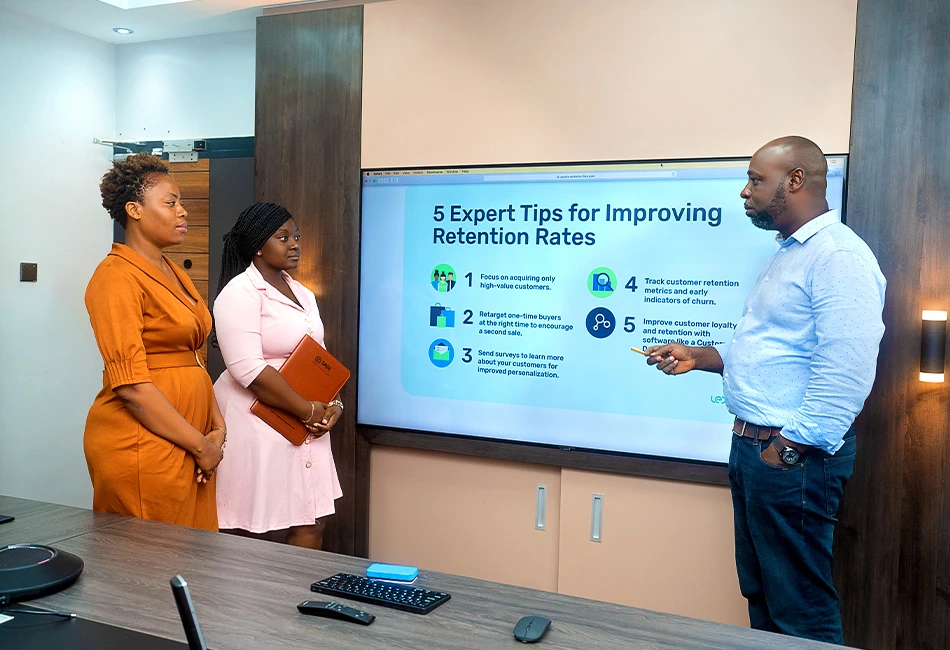 5 Expert Tips for Improving
Retention Rates
1
Focus on acquiring only
high-value customers.
2
Retarget one-time buyers
at the right time to encourage
a second sale.
3
Send surveys to learn more
about your customers for
improved personalization.
4
Track customer retention
metrics and early
indicators of churn.
5
Improve customer loyalty
and retention with
software like a